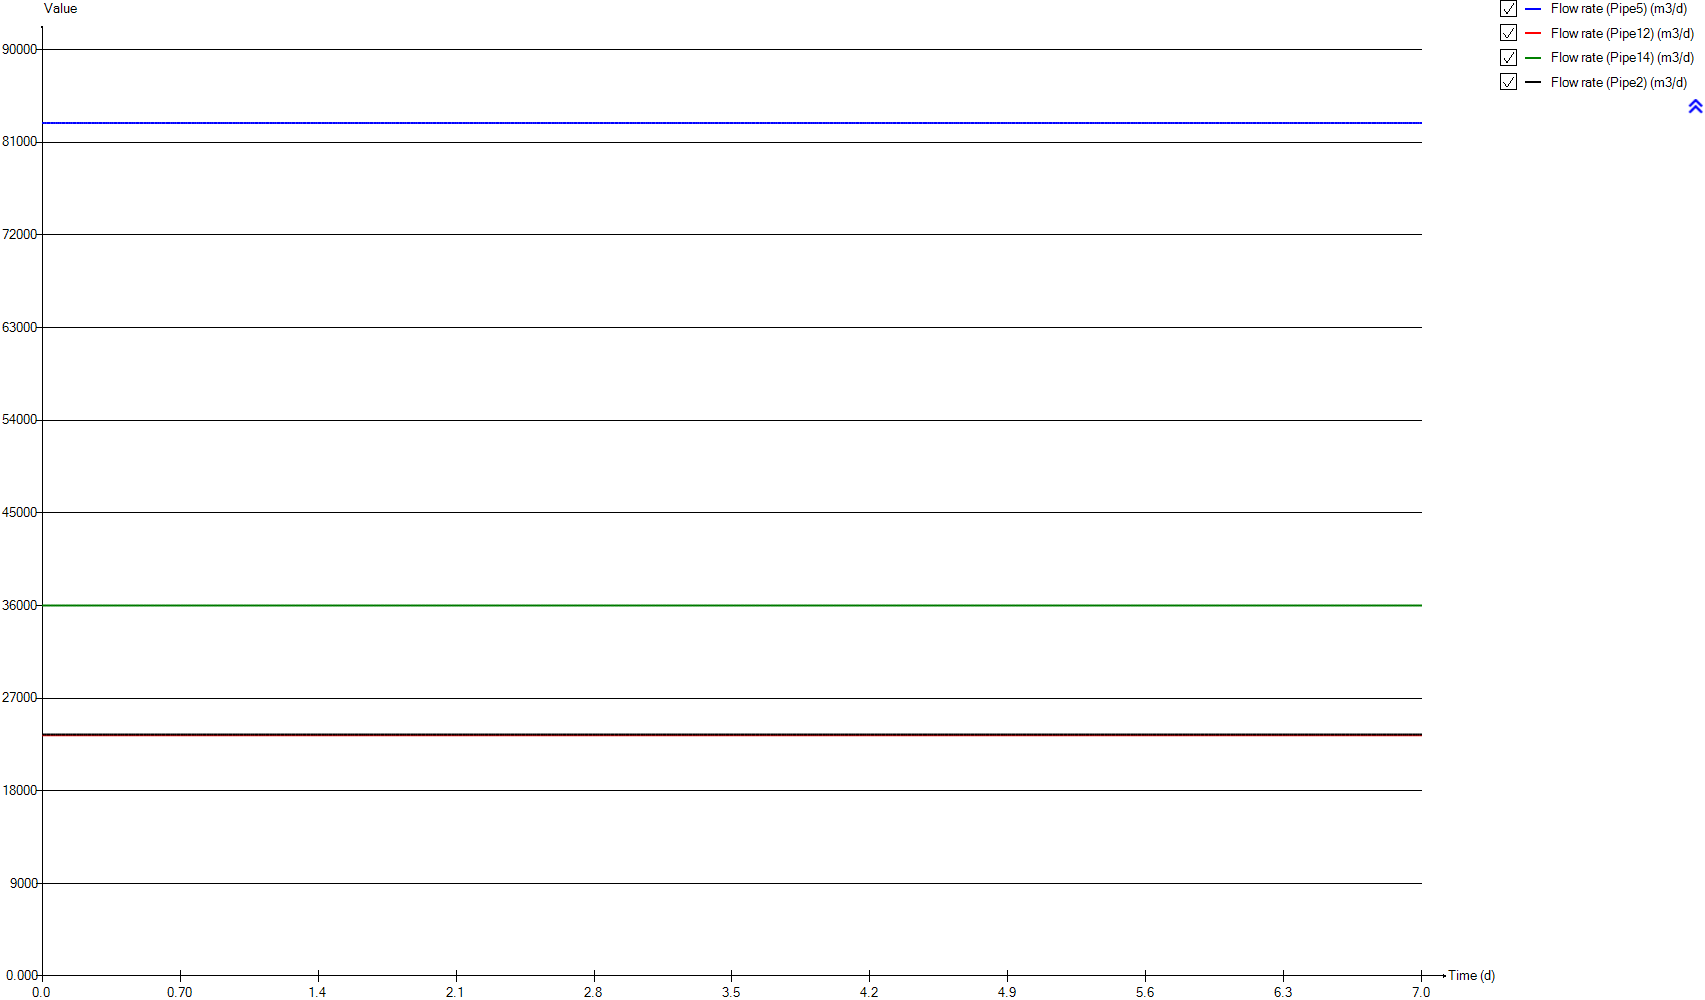 Value
Flow rate (Pipe5) (m3/d)
Flow rate (Pipe12) (m3/d)
Flow rate (Pipe14) (m3/d)
Flow rate (Pipe2) (m3/d)
90000
81000
72000
63000
54000
45000
36000
27000
18000
9000
0.000
Time (d)
0.0 0.70 1.4 2.1 2.8 3.5 4.2 4.9 5.6 6.3 7.0